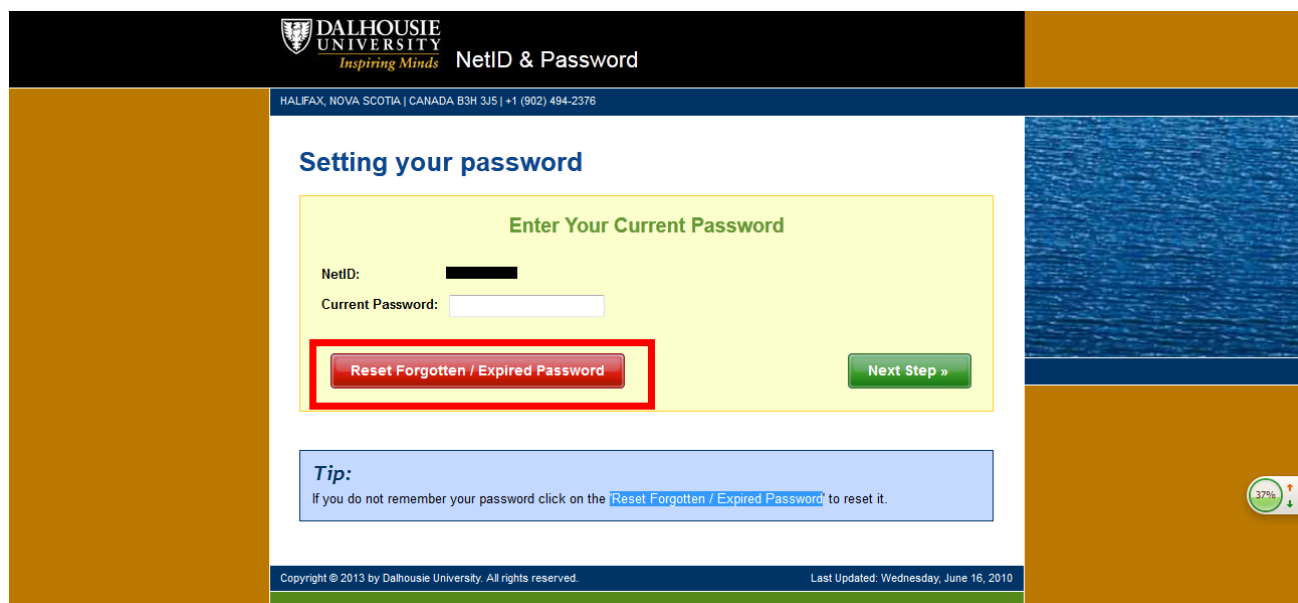 DALHOUSIE
UNIVERSITY
Inspiring Minds
NetID & Password
HALIFAX, NOVA SCOTIA | CANADA B3H 3J5 | +1 (902) 494-2376
Setting your password
Enter Your Current Password
NetID:
Current Password:
Reset Forgotten / Expired Password
Next Step »
Tip:
If you do not remember your password click on the 'Reset Forgotten / Expired Password' to reset it.
37%
Copyright © 2013 by Dalhousie University. All rights reserved.
Last Updated: Wednesday, June 16, 2010